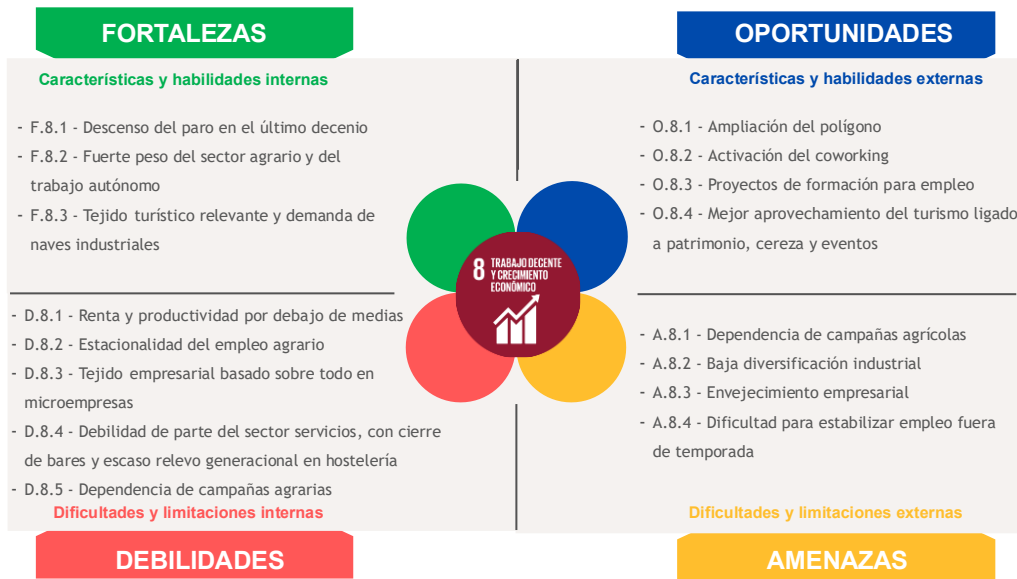 FORTALEZAS
Características y habilidades internas
- F.8.1 - Descenso del paro en el último decenio
- F.8.2 - Fuerte peso del sector agrario y del
trabajo autónomo
- F.8.3 - Tejido turístico relevante y demanda de
naves industriales
OPORTUNIDADES
Características y habilidades externas
- O.8.1 - Ampliación del polígono
- O.8.2 - Activación del coworking
- O.8.3 - Proyectos de formación para empleo
- O.8.4 - Mejor aprovechamiento del turismo ligado
a patrimonio, cereza y eventos
8 TRABAJO DECENTE
Y CRECIMIENTO
ECONÓMICO
- D.8.1 - Renta y productividad por debajo de medias
- D.8.2 - Estacionalidad del empleo agrario
- D.8.3 - Tejido empresarial basado sobre todo en
microempresas
- D.8.4 - Debilidad de parte del sector servicios, con cierre
de bares y escaso relevo generacional en hostelería
- D.8.5 - Dependencia de campañas agrarias
Dificultades y limitaciones internas
DEBILIDADES
- A.8.1 - Dependencia de campañas agrícolas
- A.8.2 - Baja diversificación industrial
- A.8.3 - Envejecimiento empresarial
- A.8.4 - Dificultad para estabilizar empleo fuera
de temporada
Dificultades y limitaciones externas
AMENAZAS